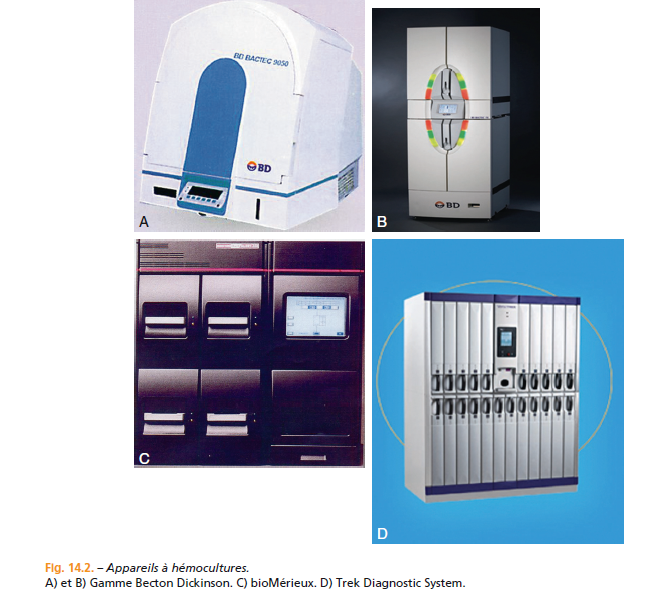 BD BACTEC 9050
BD
A
BD
B
C
D
Fig. 14.2. – Appareils à hémocultures.
A) et B) Gamme Becton Dickinson. C) bioMérieux. D) Trek Diagnostic System.